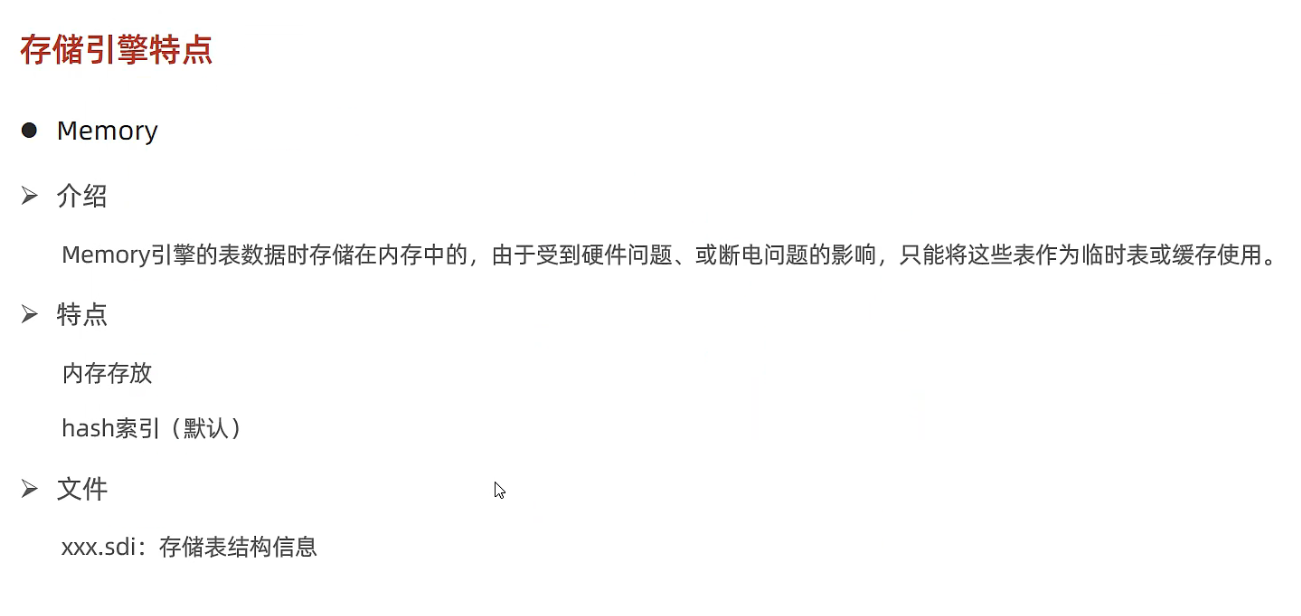 存储引擎特点
● Memory
➢ 介绍
Memory引擎的表数据时存储在内存中的，由于受到硬件问题、或断电问题的影响，只能将这些表作为临时表或缓存使用。
➢ 特点
内存存放
hash索引（默认）
➢ 文件
xxx.sdi：存储表结构信息